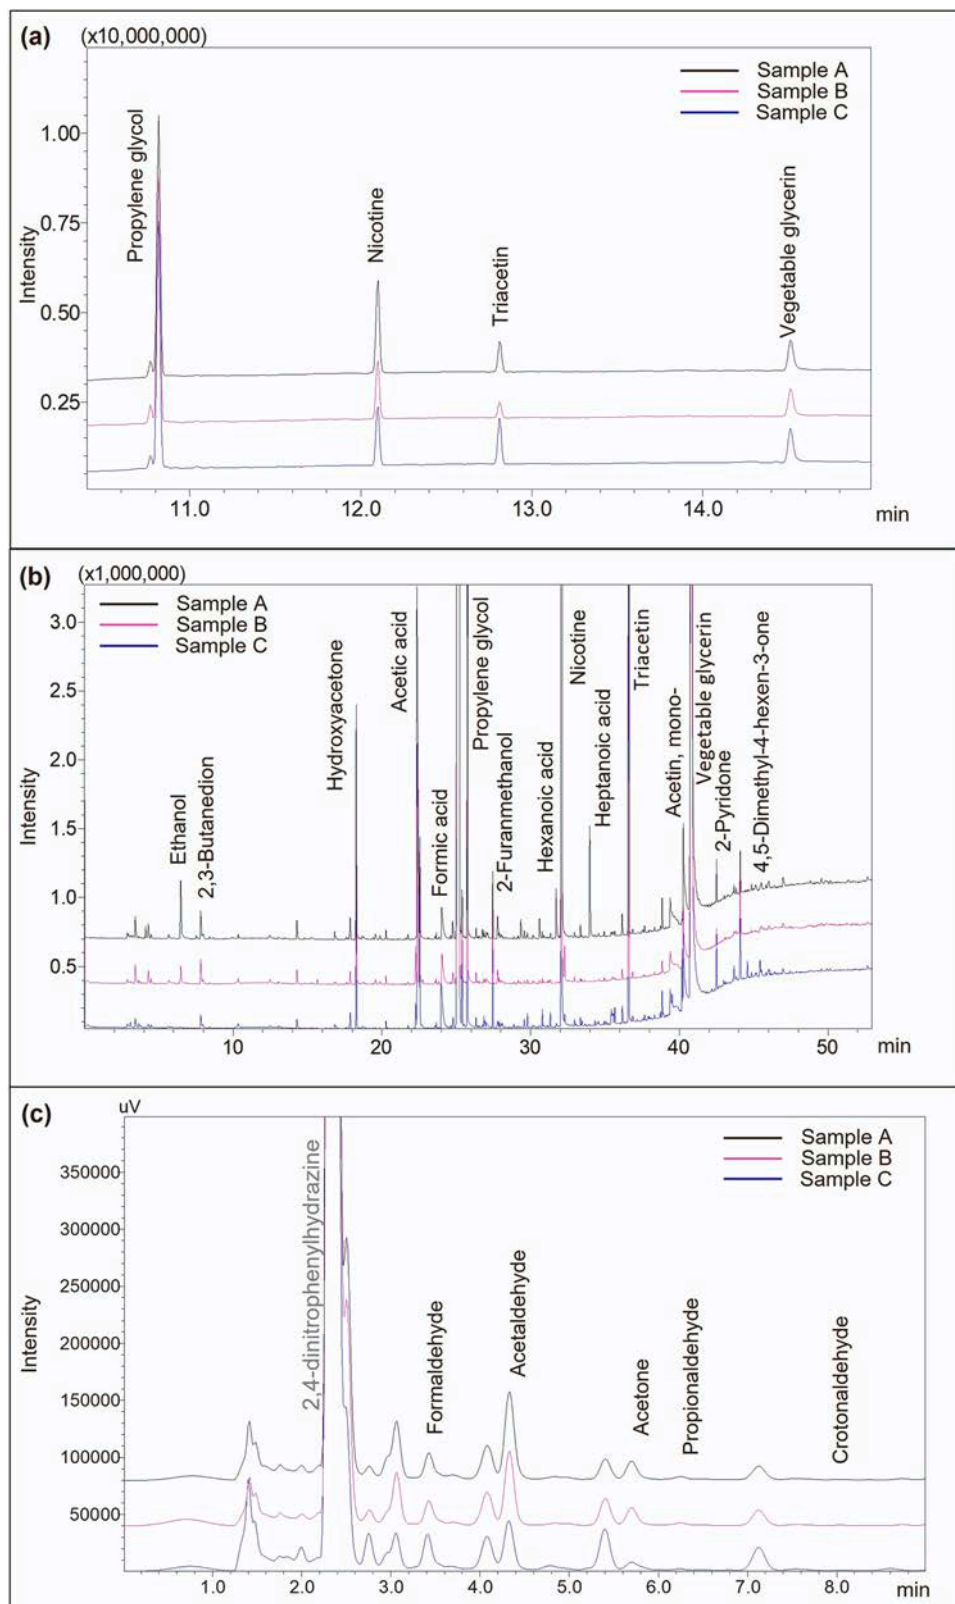 (a)
(x10,000,000)
Sample A
Sample B
Sample C
Propylene glycol
Nicotine
Triacetin
Vegetable glycerin
Intensity
1.00
0.75
0.50
0.25
11.0
12.0
13.0
14.0
min
(b)
(x1,000,000)
Sample A
Sample B
Sample C
Ethanol
2,3-Butanedion
Hydroxyacetone
Acetic acid
Formic acid
Propylene glycol
2-Furanmethanol
Hexanoic acid
Nicotine
Heptanoic acid
Triacetin
Acetin, mono-
Vegetable glycerin
2-Pyridone
4,5-Dimethyl-4-hexen-3-one
Intensity
3.0
2.5
2.0
1.5
1.0
0.5
10
20
30
40
50
min
(c)
uV
Sample A
Sample B
Sample C
2,4-dinitrophenylhydrazine
Formaldehyde
Acetaldehyde
Acetone
Propionaldehyde
Crotonaldehyde
Intensity
350000
300000
250000
200000
150000
100000
50000
1.0
2.0
3.0
4.0
5.0
6.0
7.0
8.0
min